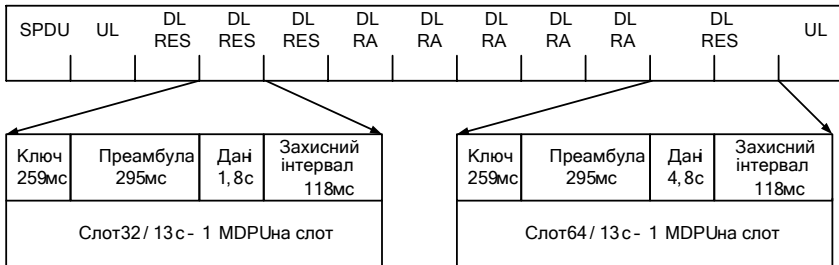 SPDU UL DL RES DL RES DL RES DL RA DL RA DL RA DL RA DL RA DL RES UL
Ключ 259мс Преамбула 295мс Дані 1,8с Захисний інтервал 118мс
Слот32/13с- 1 MDPUна слот
Ключ 259мс Преамбула 295мс Дані 4,8с Захисний інтервал 118мс
Слот64/13с- 1 MDPUна слот